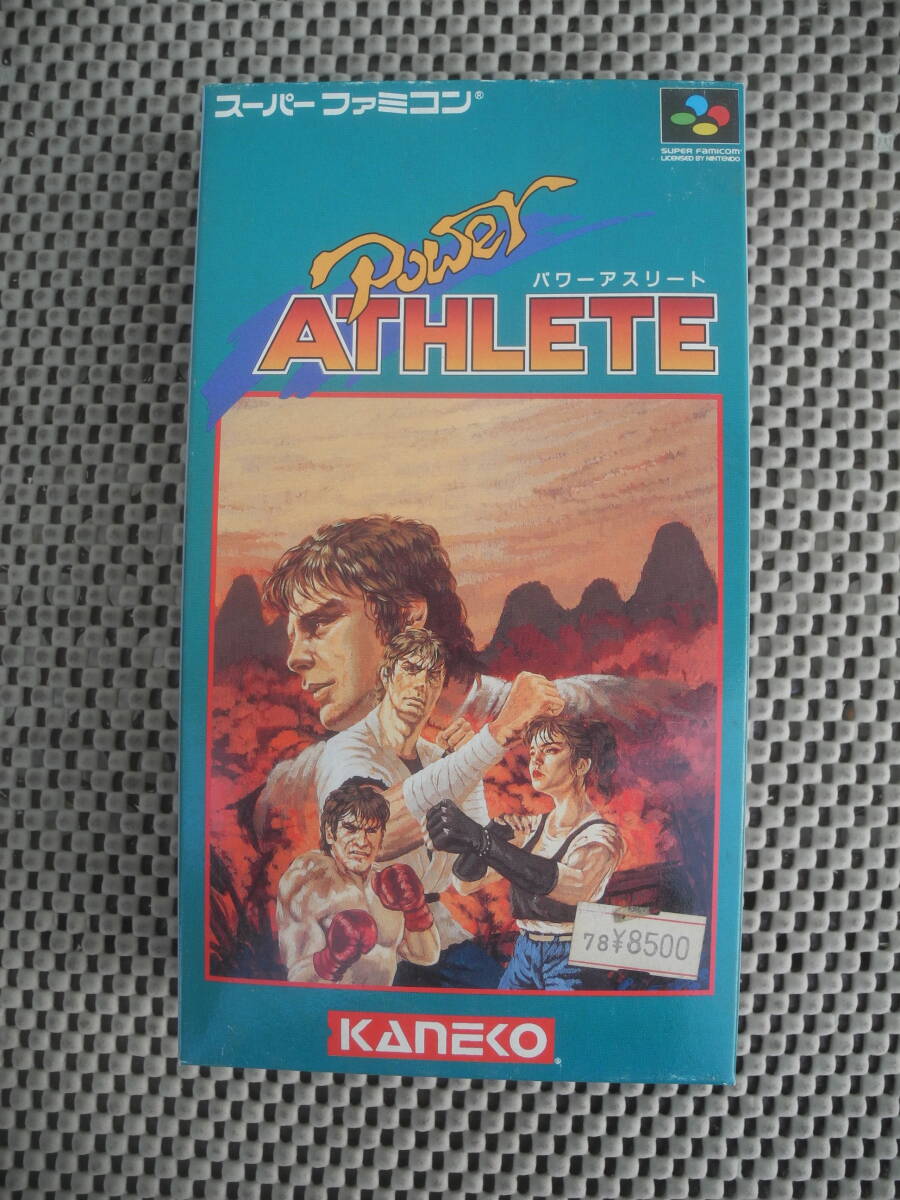 スーパーファミコン®
SUPER FAMICOM
LICENSED BY NINTENDO
Power
パワーアスリート
ATHLETE
78¥8500
KANEKO®